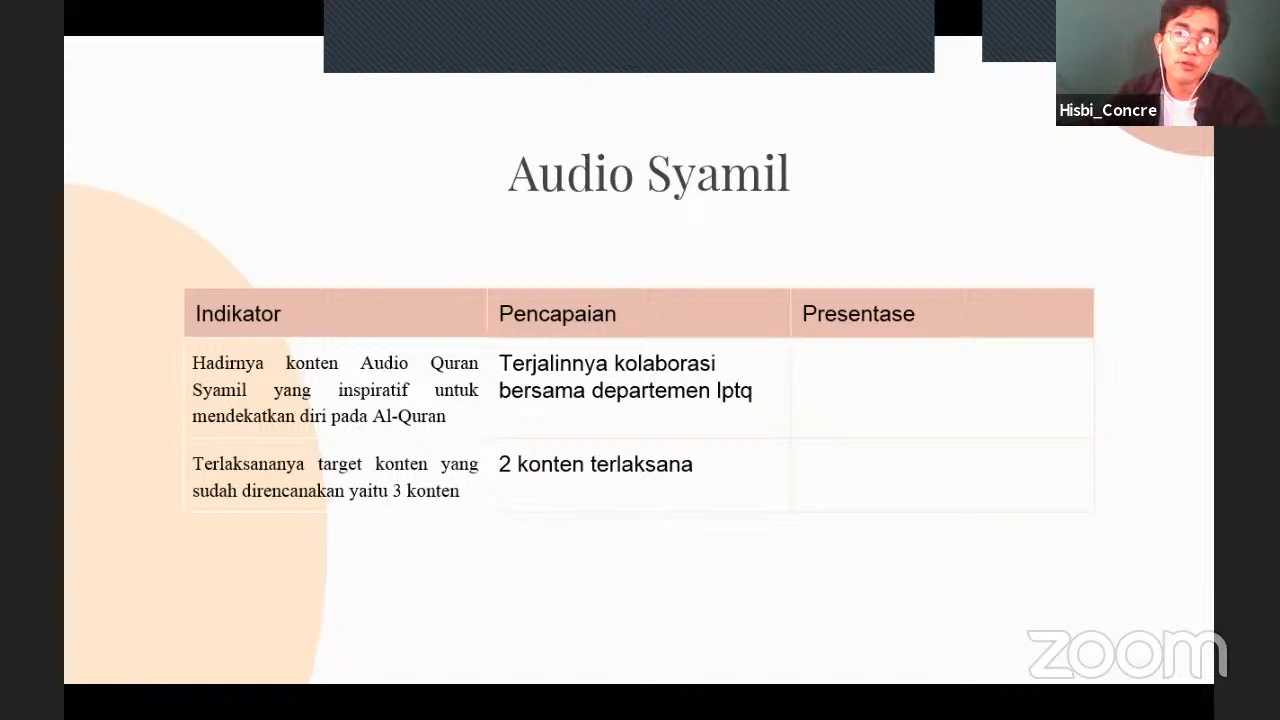 Hisbi_Concre
Audio Syamil
Indikator
Pencapaian
Presentase
Hadirnya konten Audio Quran
Syamil yang inspiratif untuk
mendekatkan diri pada Al-Quran
Terjalinnya kolaborasi
bersama departemen lptq
Terlaksananya target konten yang
sudah direncanakan yaitu 3 konten
2 konten terlaksana
zoom